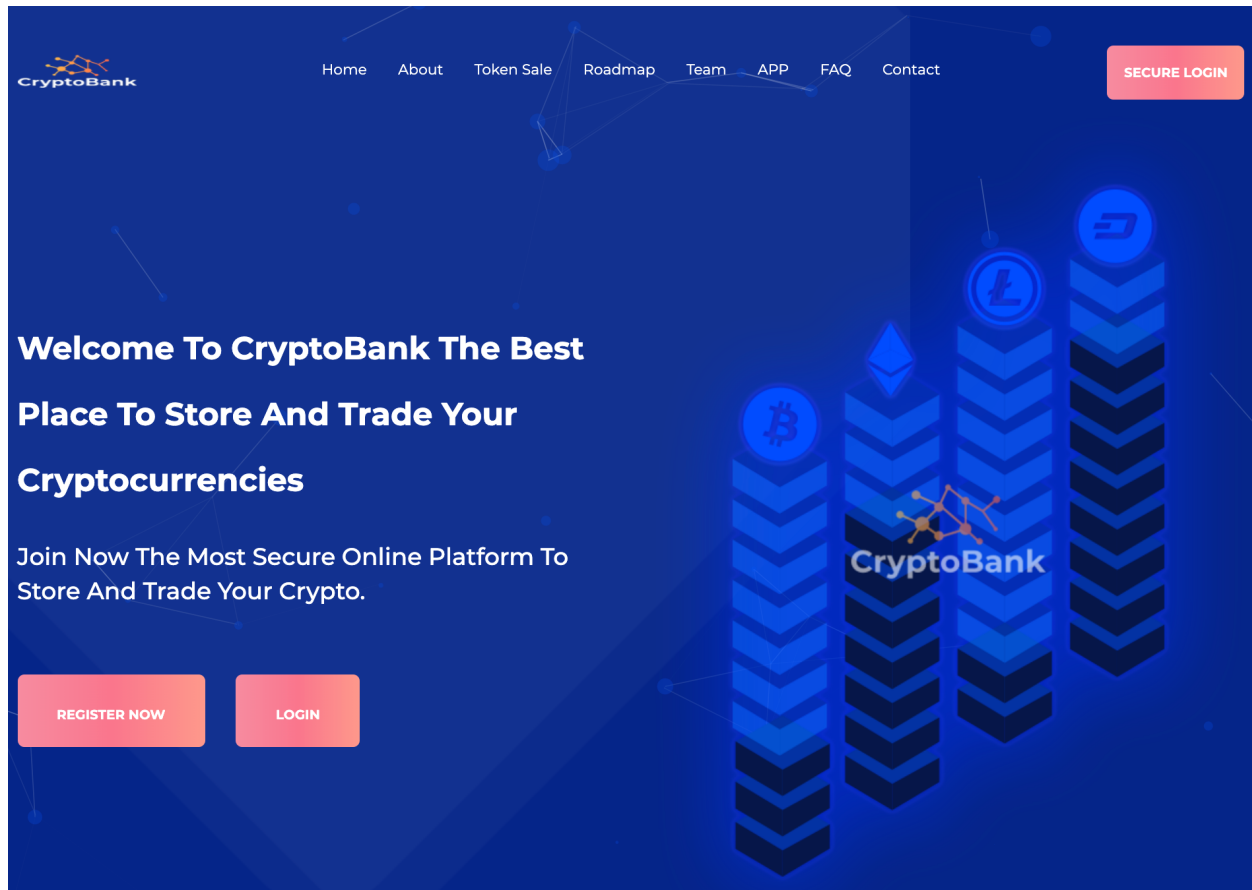 CryptoBank
Home About Token Sale Roadmap Team APP FAQ Contact
SECURE LOGIN
Welcome To CryptoBank The Best
Place To Store And Trade Your
Cryptocurrencies
Join Now The Most Secure Online Platform To
Store And Trade Your Crypto.
REGISTER NOW LOGIN
CryptoBank